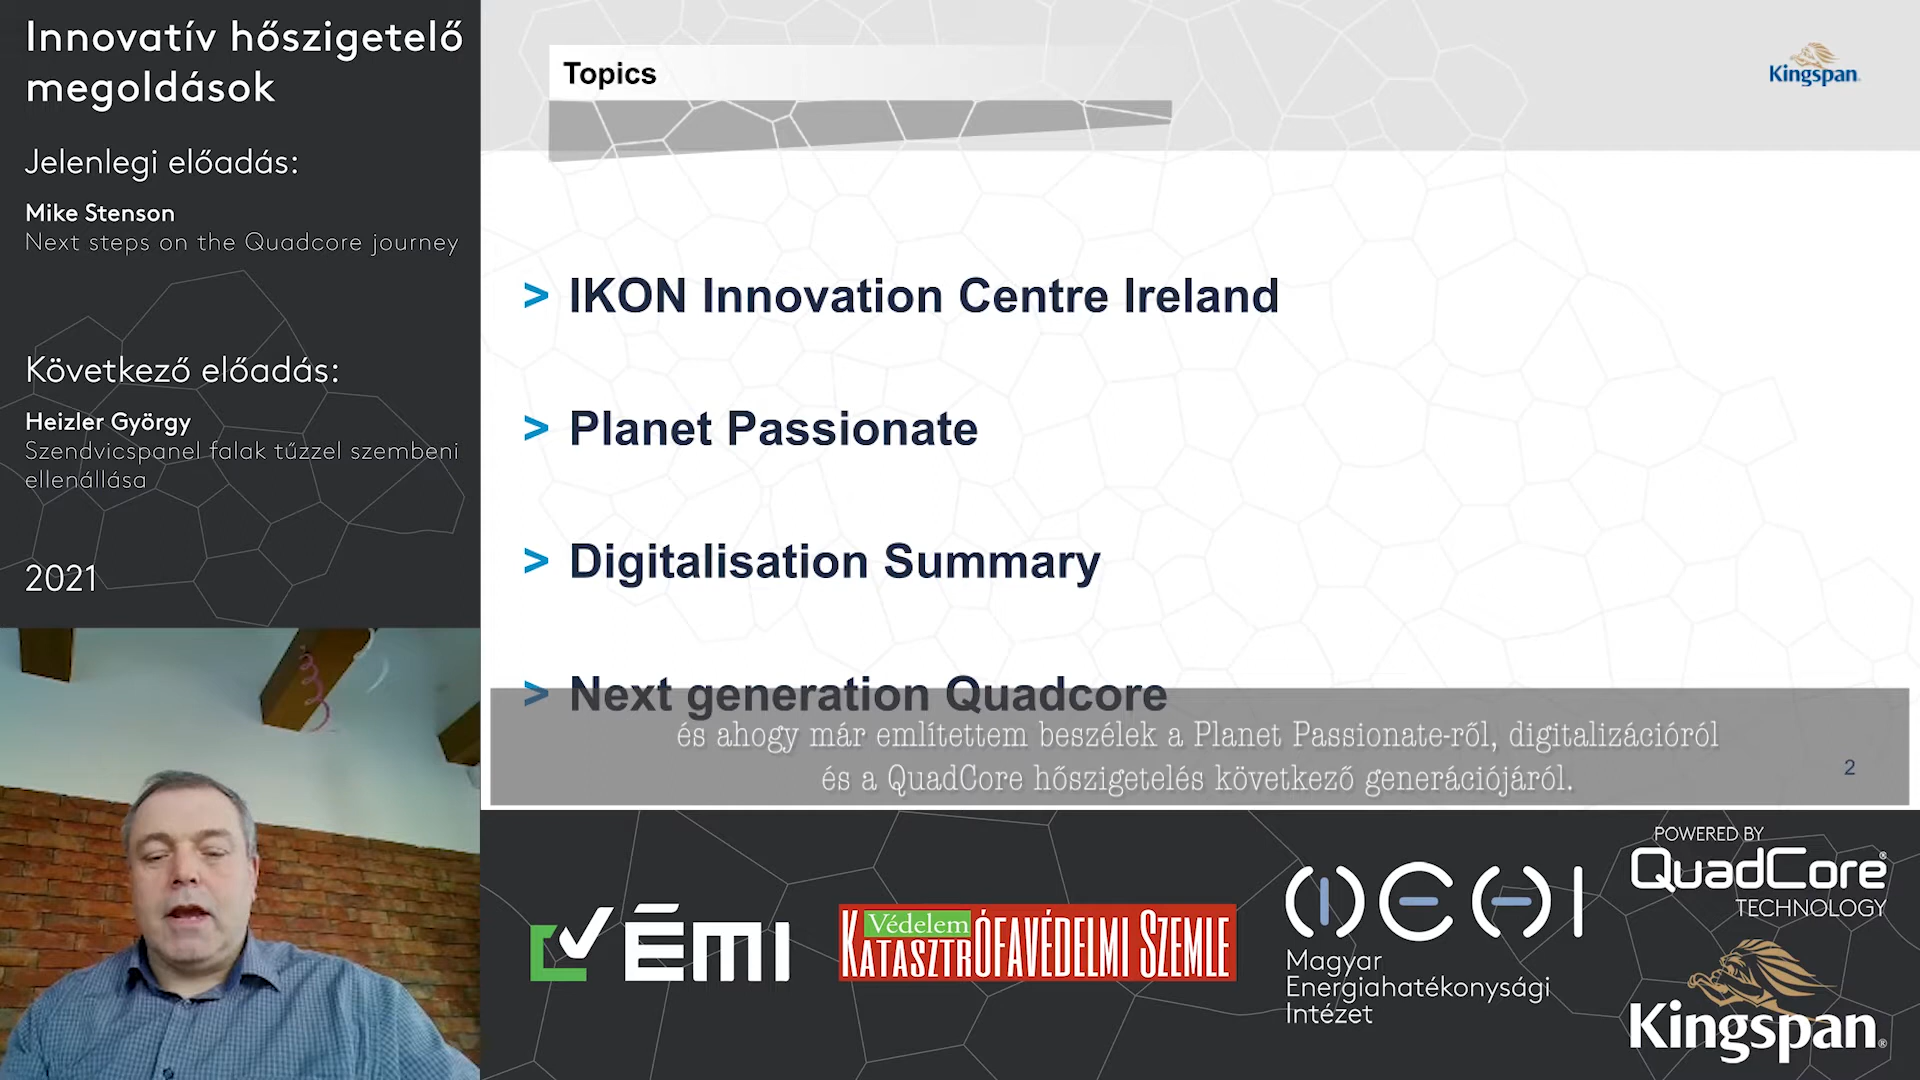 Innovatív hőszigetelő
megoldások
Jelenlegi előadás:
Mike Stenson
Next steps on the Quadcore journey
Következő előadás:
Heizler György
Szendvicspanel falak tűzzel szembeni
ellenállása
2021
Topics
Kingspan
> IKON Innovation Centre Ireland
> Planet Passionate
> Digitalisation Summary
> Next generation Quadcore
és ahogy már említettem beszélek a Planet Passionate-ről, digitalizációról
és a QuadCore hőszigetelés következő generációjáról.
2
ÉMI
Védelem
KATASZTRÓFAVÉDELMI SZEMLE
MEHI
Magyar
Energiahatékonysági
Intézet
POWERED BY
QuadCore®
TECHNOLOGY
Kingspan®